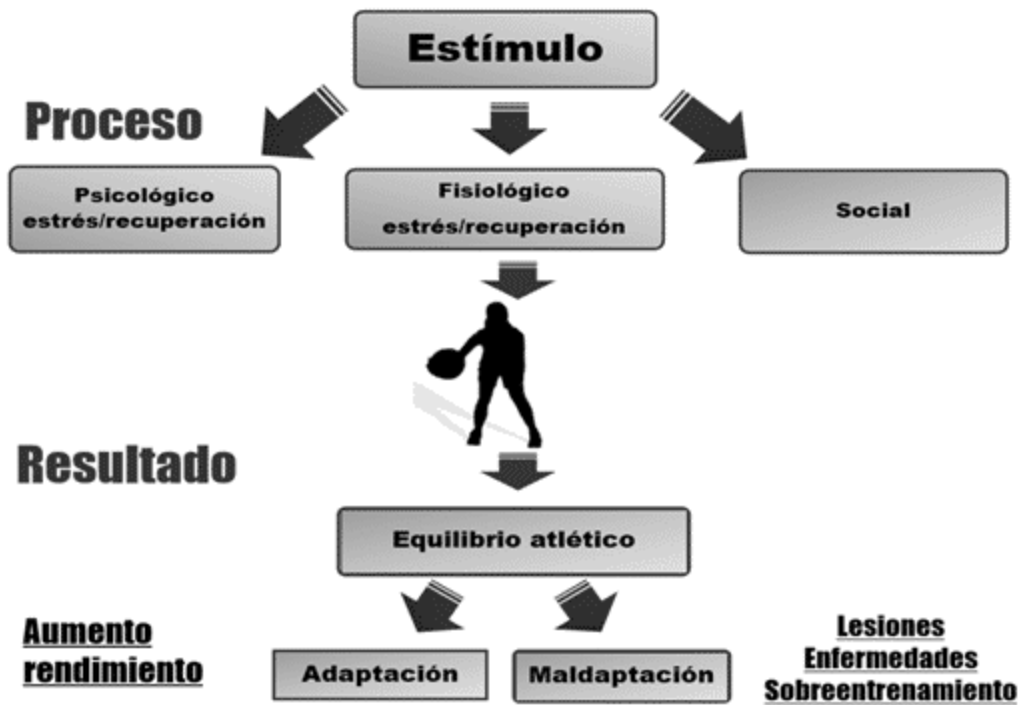 Estímulo
Proceso
Psicológico
estrés/recuperación
Fisiológico
estrés/recuperación
Social
Resultado
Equilibrio atlético
Aumento
rendimiento
Adaptación
Maldaptación
Lesiones
Enfermedades
Sobreentrenamiento